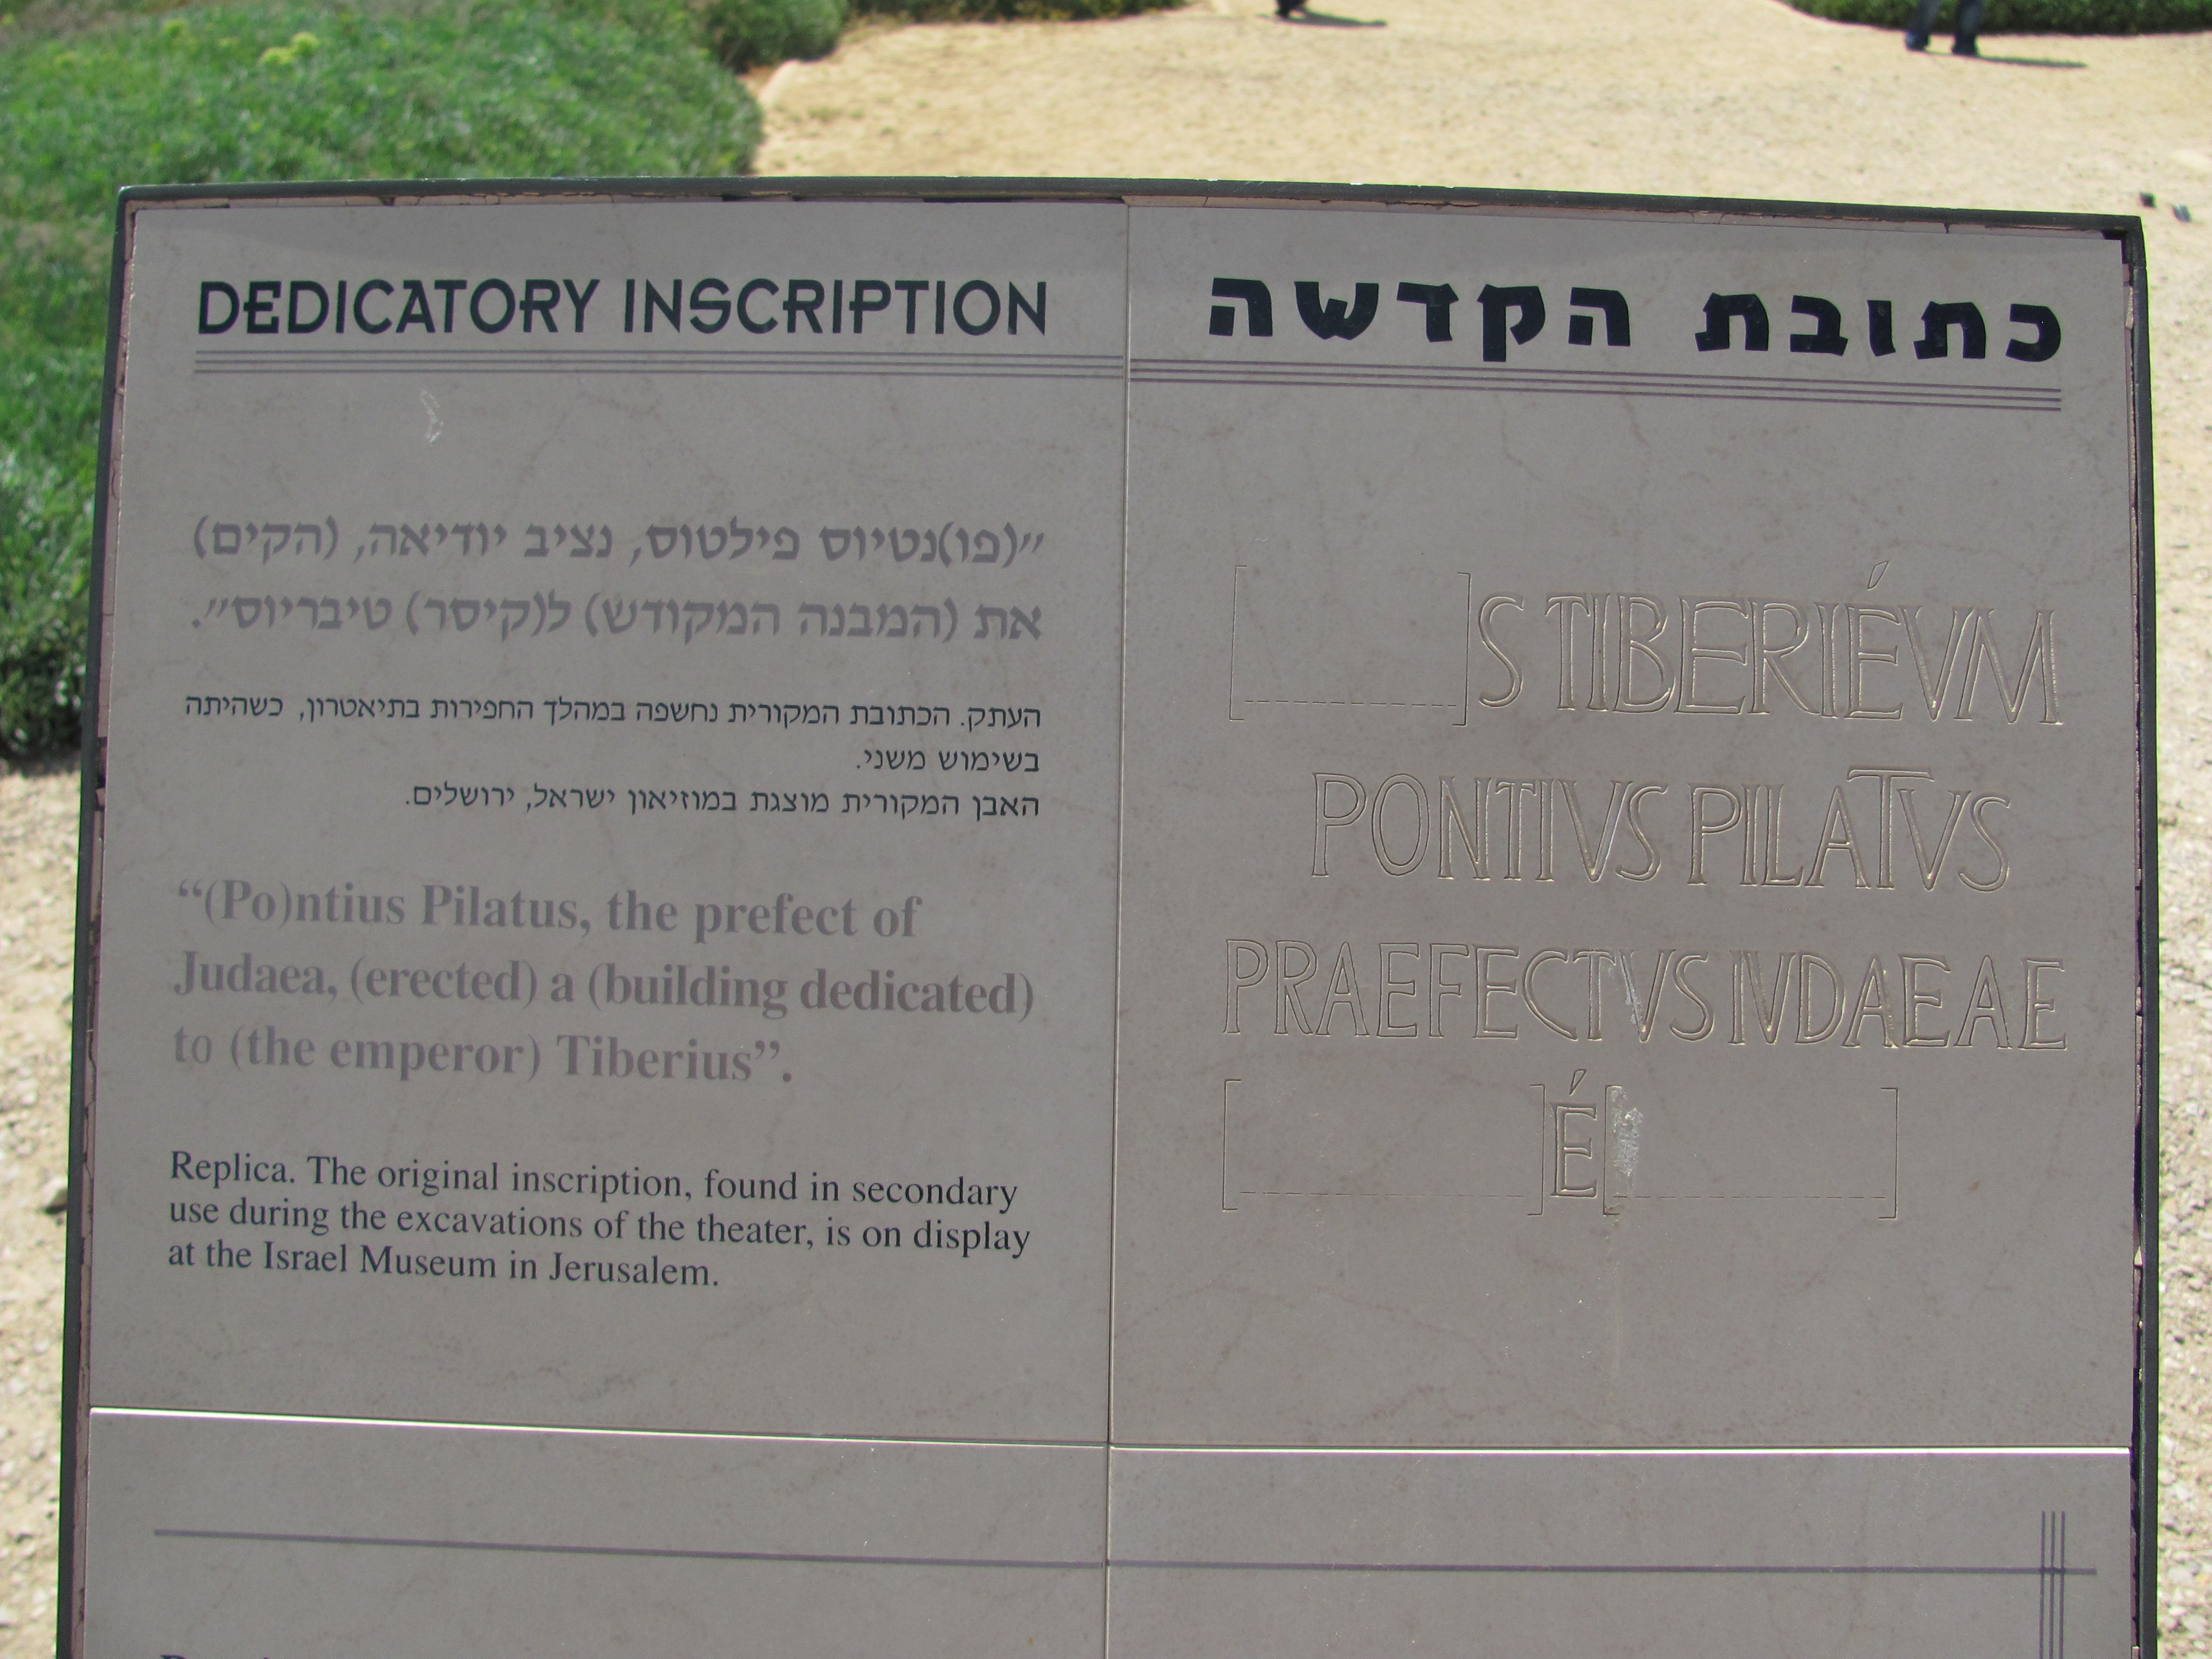 DEDICATORY INSCRIPTION
"(פו)נטיוס פילטוס, נציב יודיאה, (הקים)
את (המבנה המקודש) ל(קיסר) טיבריוס".
העתק. הכתובת המקורית נחשפה במהלך החפירות בתיאטרון, כשהיתה
בשימוש משני.
האבן המקורית מוצגת במוזיאון ישראל, ירושלים.
“(Po)ntius Pilatus, the prefect of
Judaea, (erected) a (building dedicated)
to (the emperor) Tiberius”.
Replica. The original inscription, found in secondary
use during the excavations of the theater, is on display
at the Israel Museum in Jerusalem.
כתובת הקדשה
[---------------]S TIBERIÉVM
PONTIVS PILATVS
PRAEFECTVS IVDAEAE
[---------------------]É[--------------------]